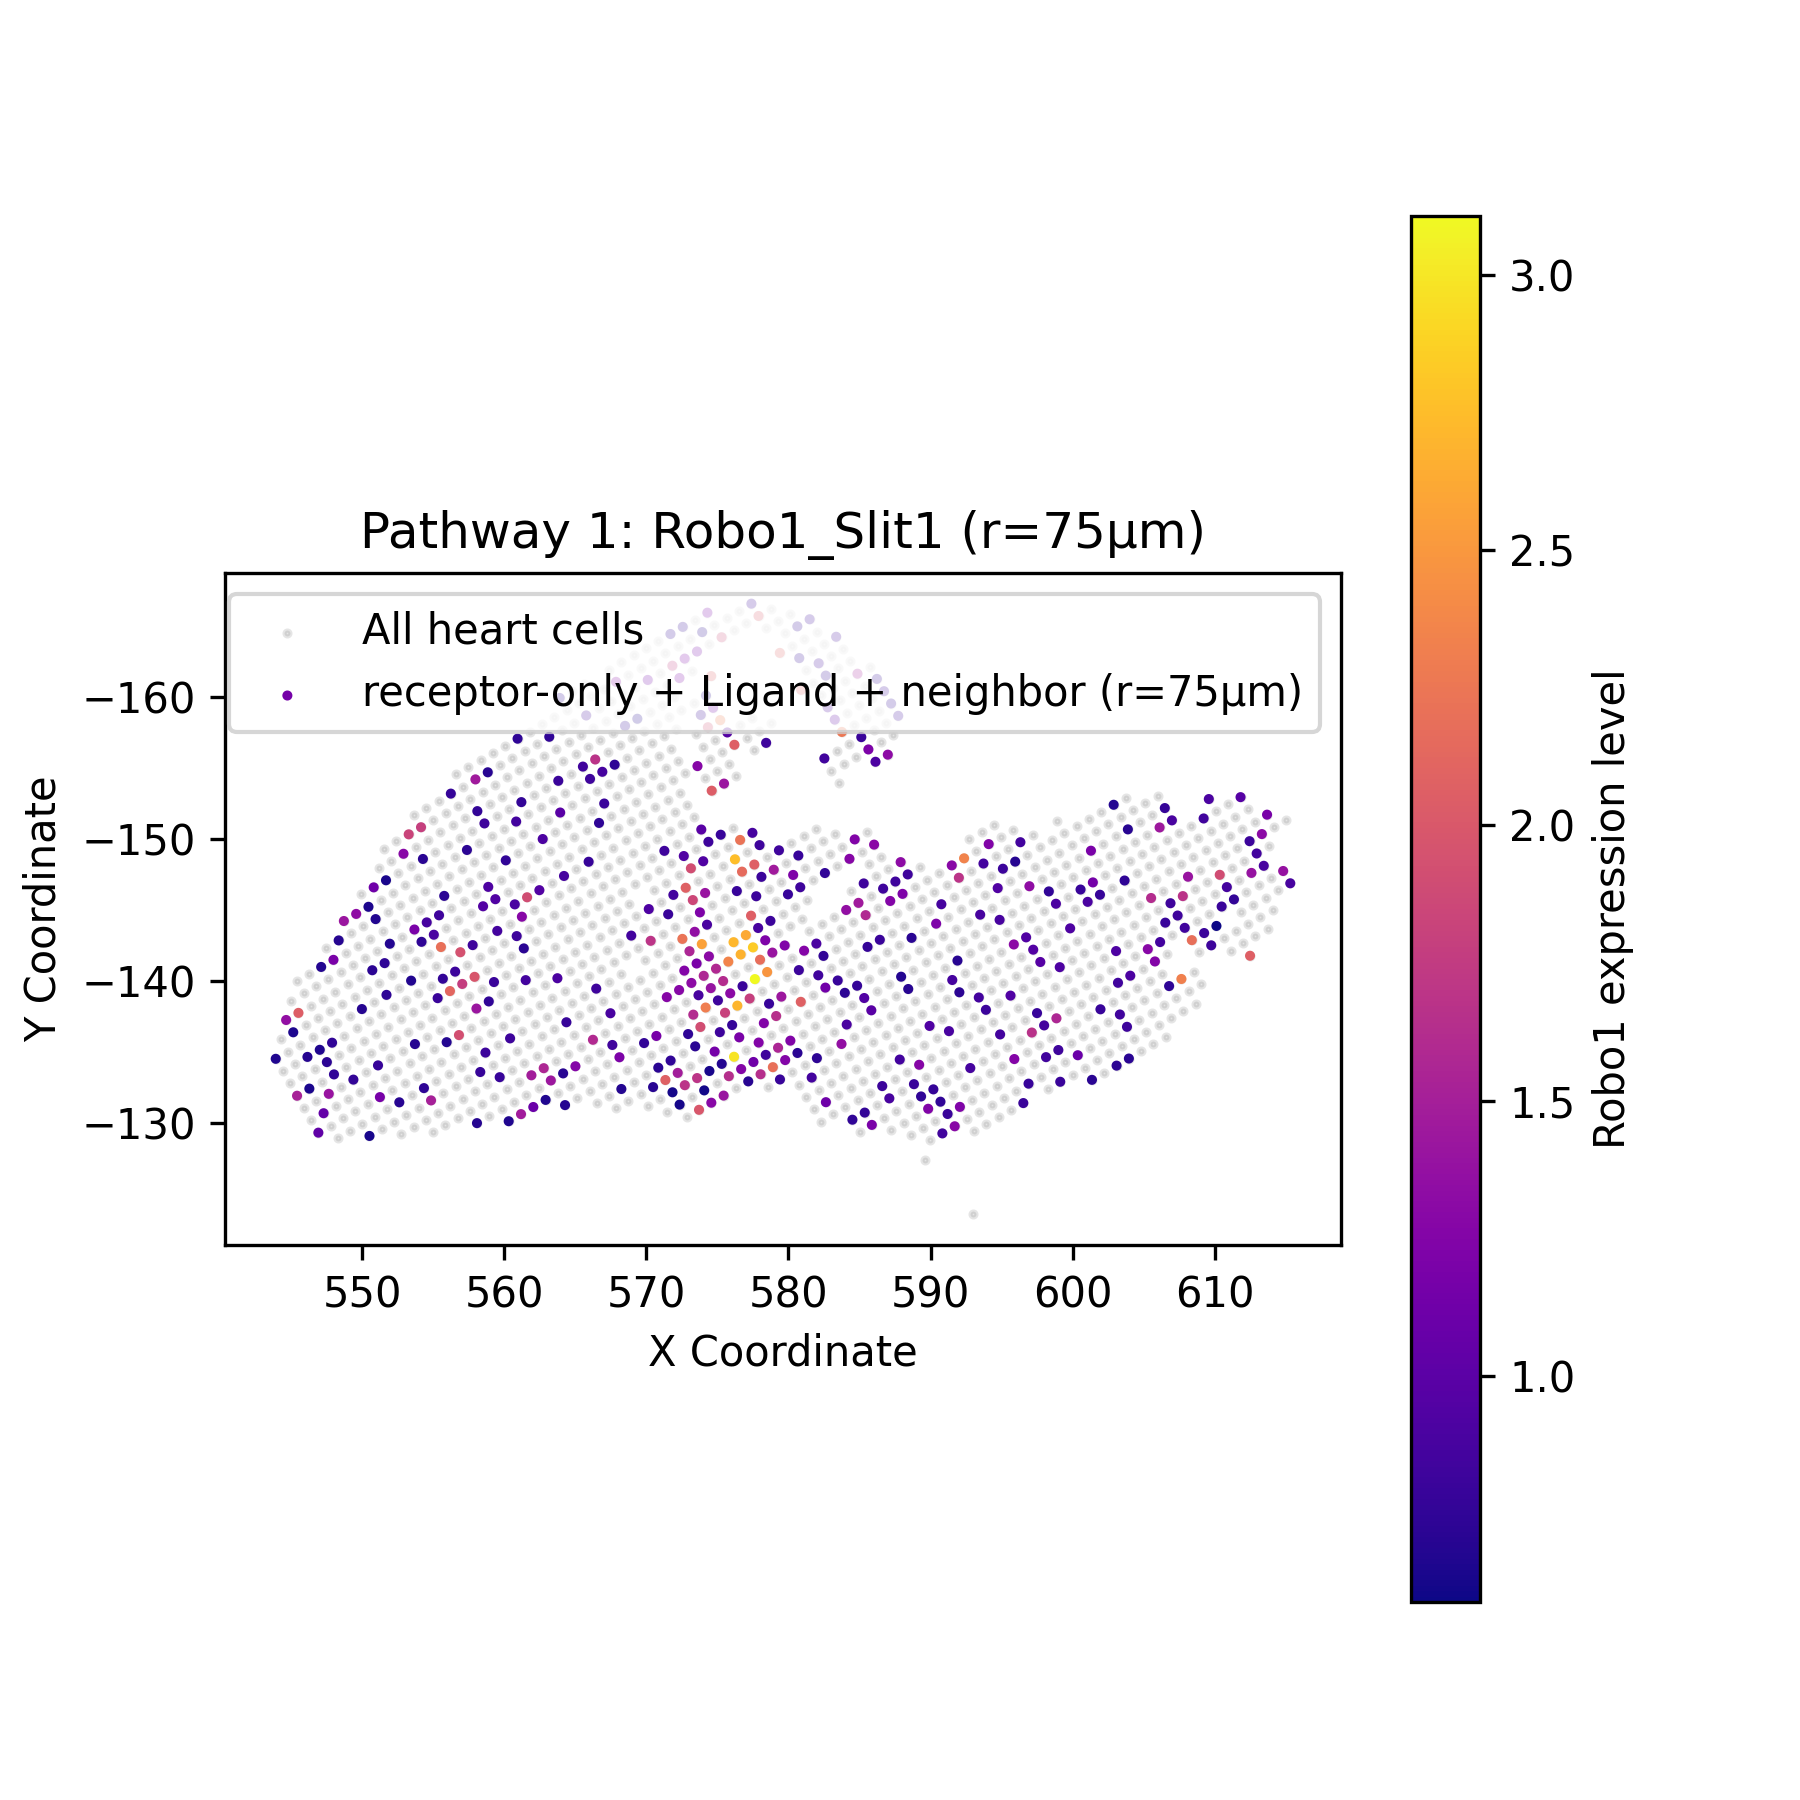 Pathway 1: Robo1_Slit1 (r=75μm)
All heart cells
receptor-only + Ligand + neighbor (r=75μm)
−160
−150
−140
−130
Y Coordinate
550 560 570 580 590 600 610
X Coordinate
3.0
2.5
2.0
1.5
1.0
Robo1 expression level